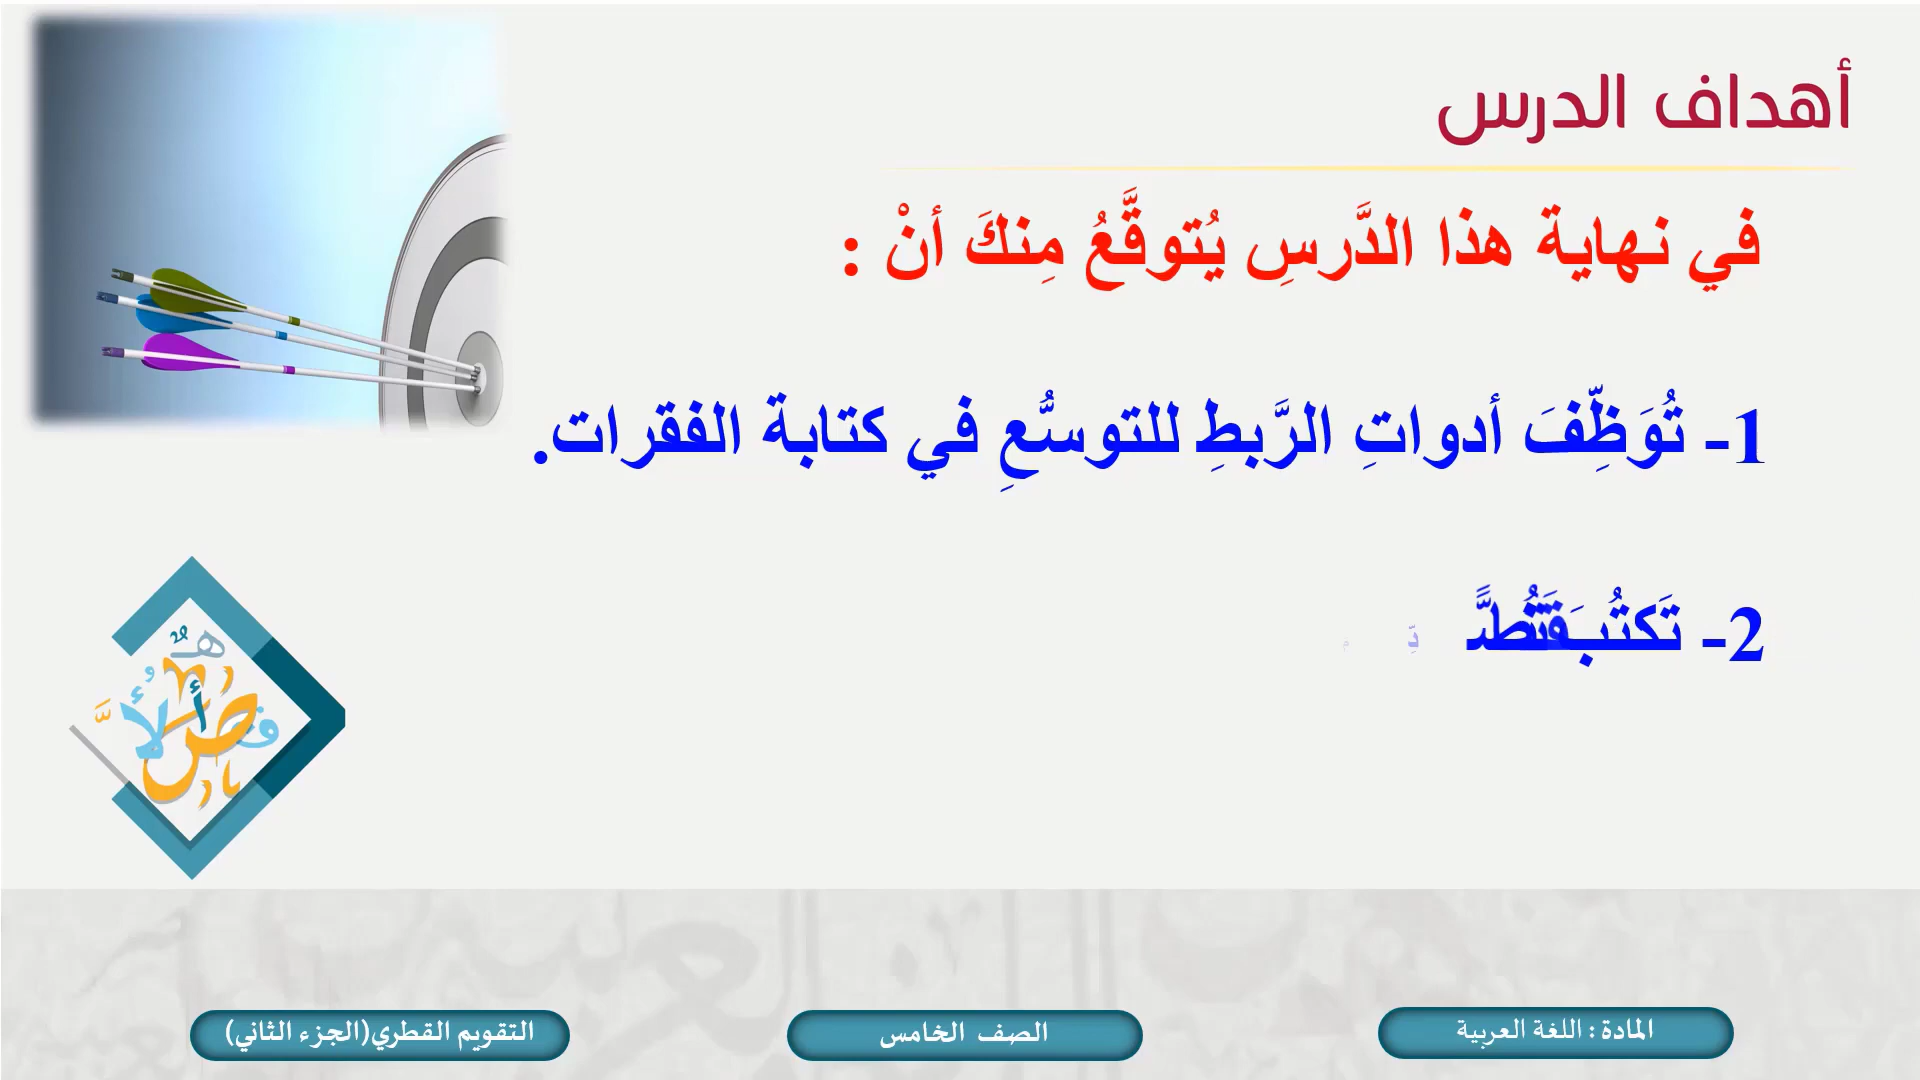 أهداف الدرس
في نهاية هذا الدَّرسِ يُتوقَّعُ مِنكَ أنْ :
1- تُوَظِّفَ أدواتِ الرَّبطِ للتوسُّعِ في كتابة الفقرات.
2-
المادة : اللغة العربية
الصف الخامس
التقويم القطري(الجزء الثاني)